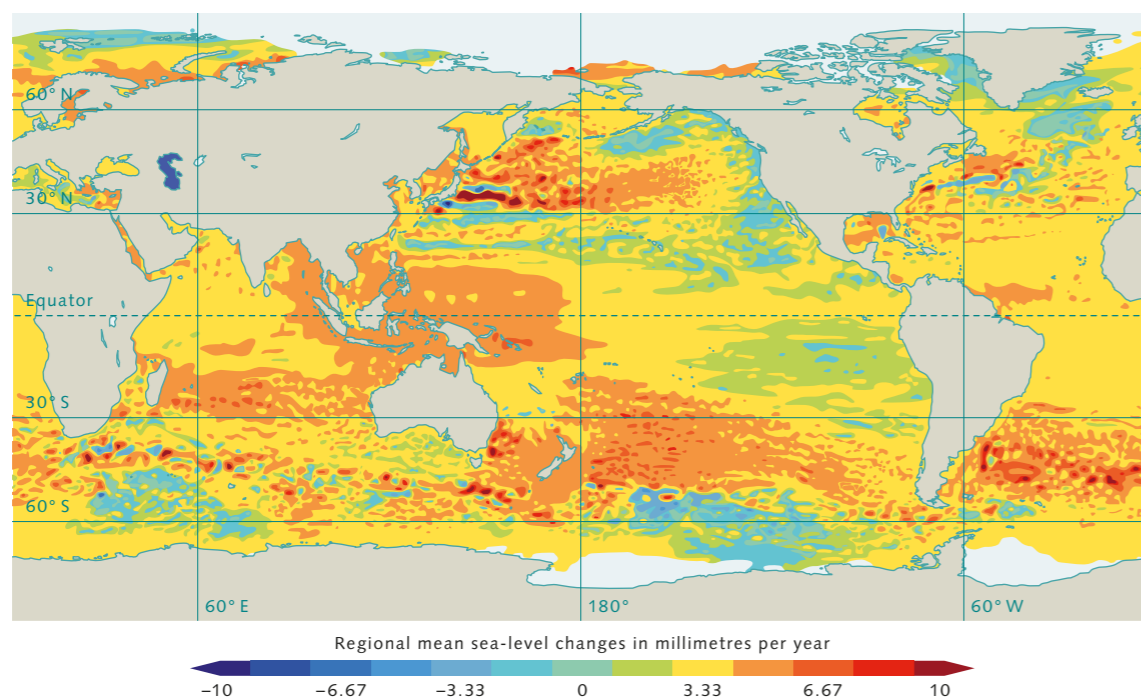 60°N
30°N
Equator
30°S
60°S
60°E 180° 60°W
Regional mean sea-level changes in millimetres per year
−10 −6.67 −3.33 0 3.33 6.67 10